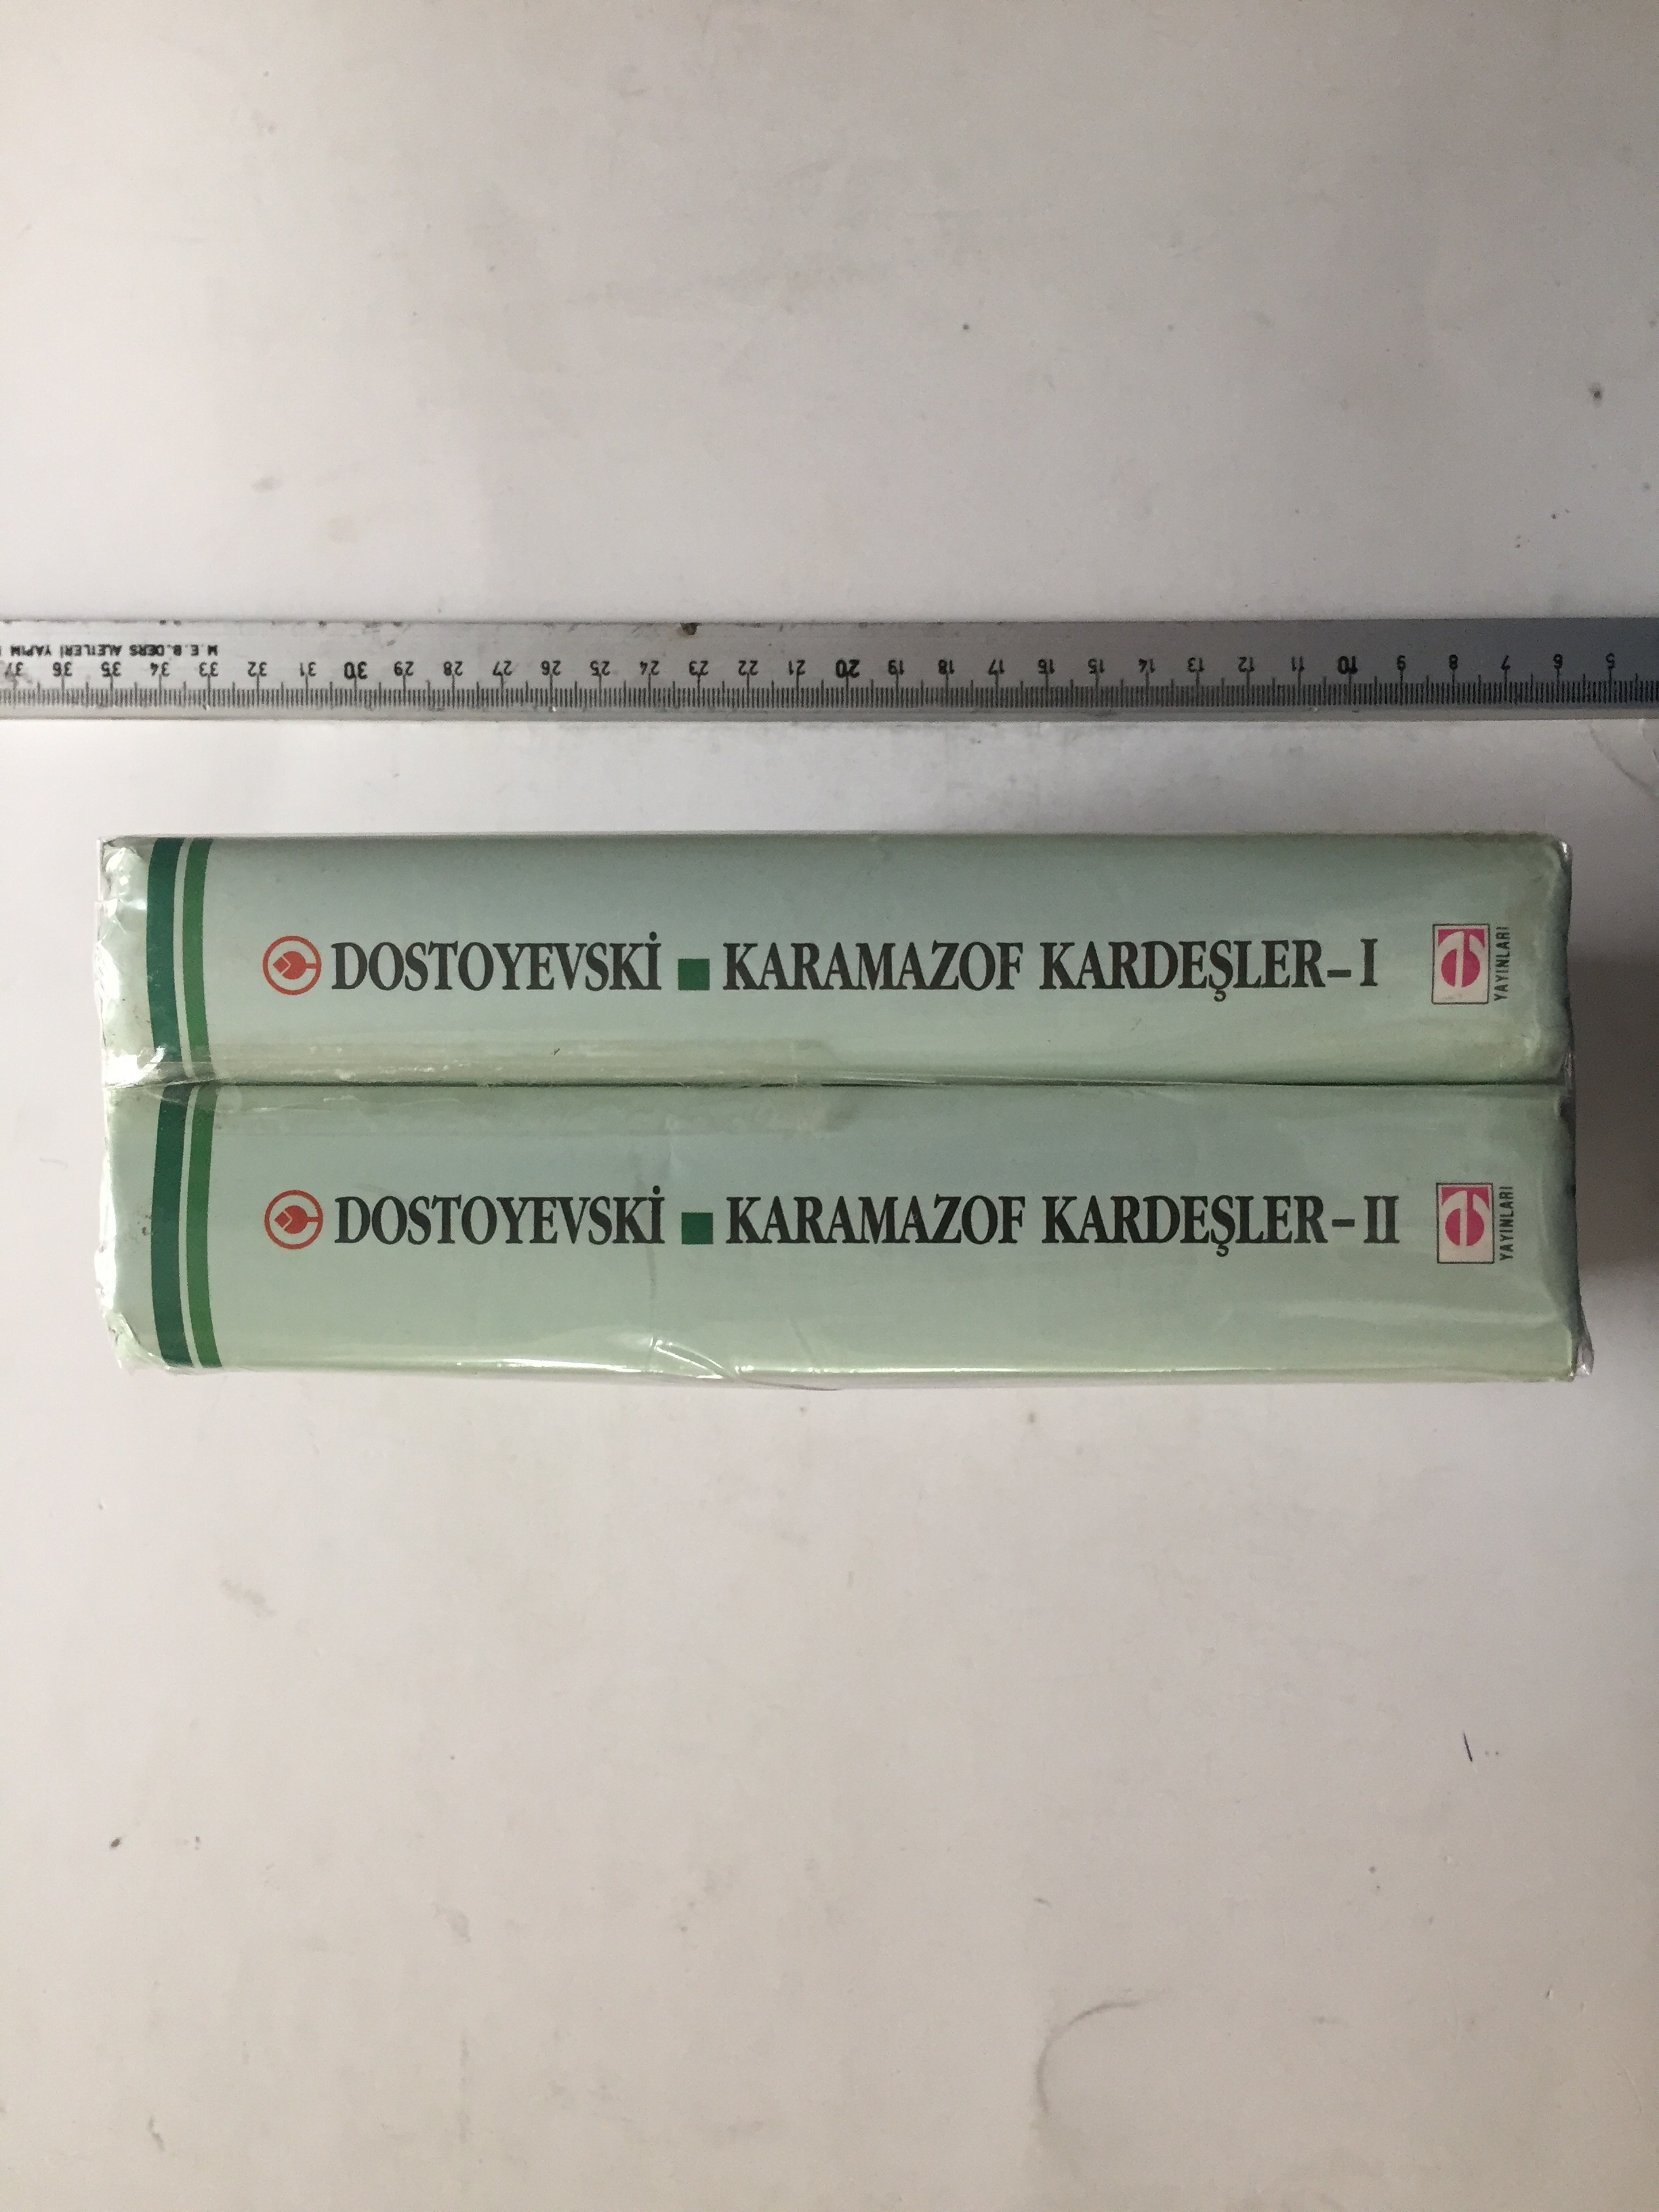 M.E.B. DERS ALETLERİ YAPIM
37 36 35 34 33 32 31 30 29 28 27 26 25 24 23 22 21 20 19 18 17 16 15 14 13 12 11 10 9 8 7 6 5
DOSTOYEVSKİ ■ KARAMAZOF KARDEŞLER–I
YAYINLARI
DOSTOYEVSKİ ■ KARAMAZOF KARDEŞLER–II
YAYINLARI